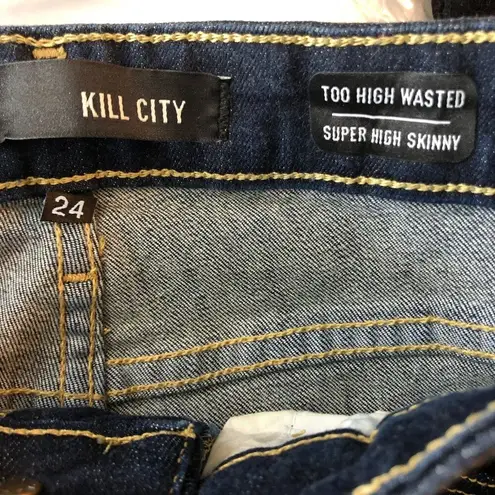 KILL CITY
TOO HIGH WASTED
SUPER HIGH SKINNY
24